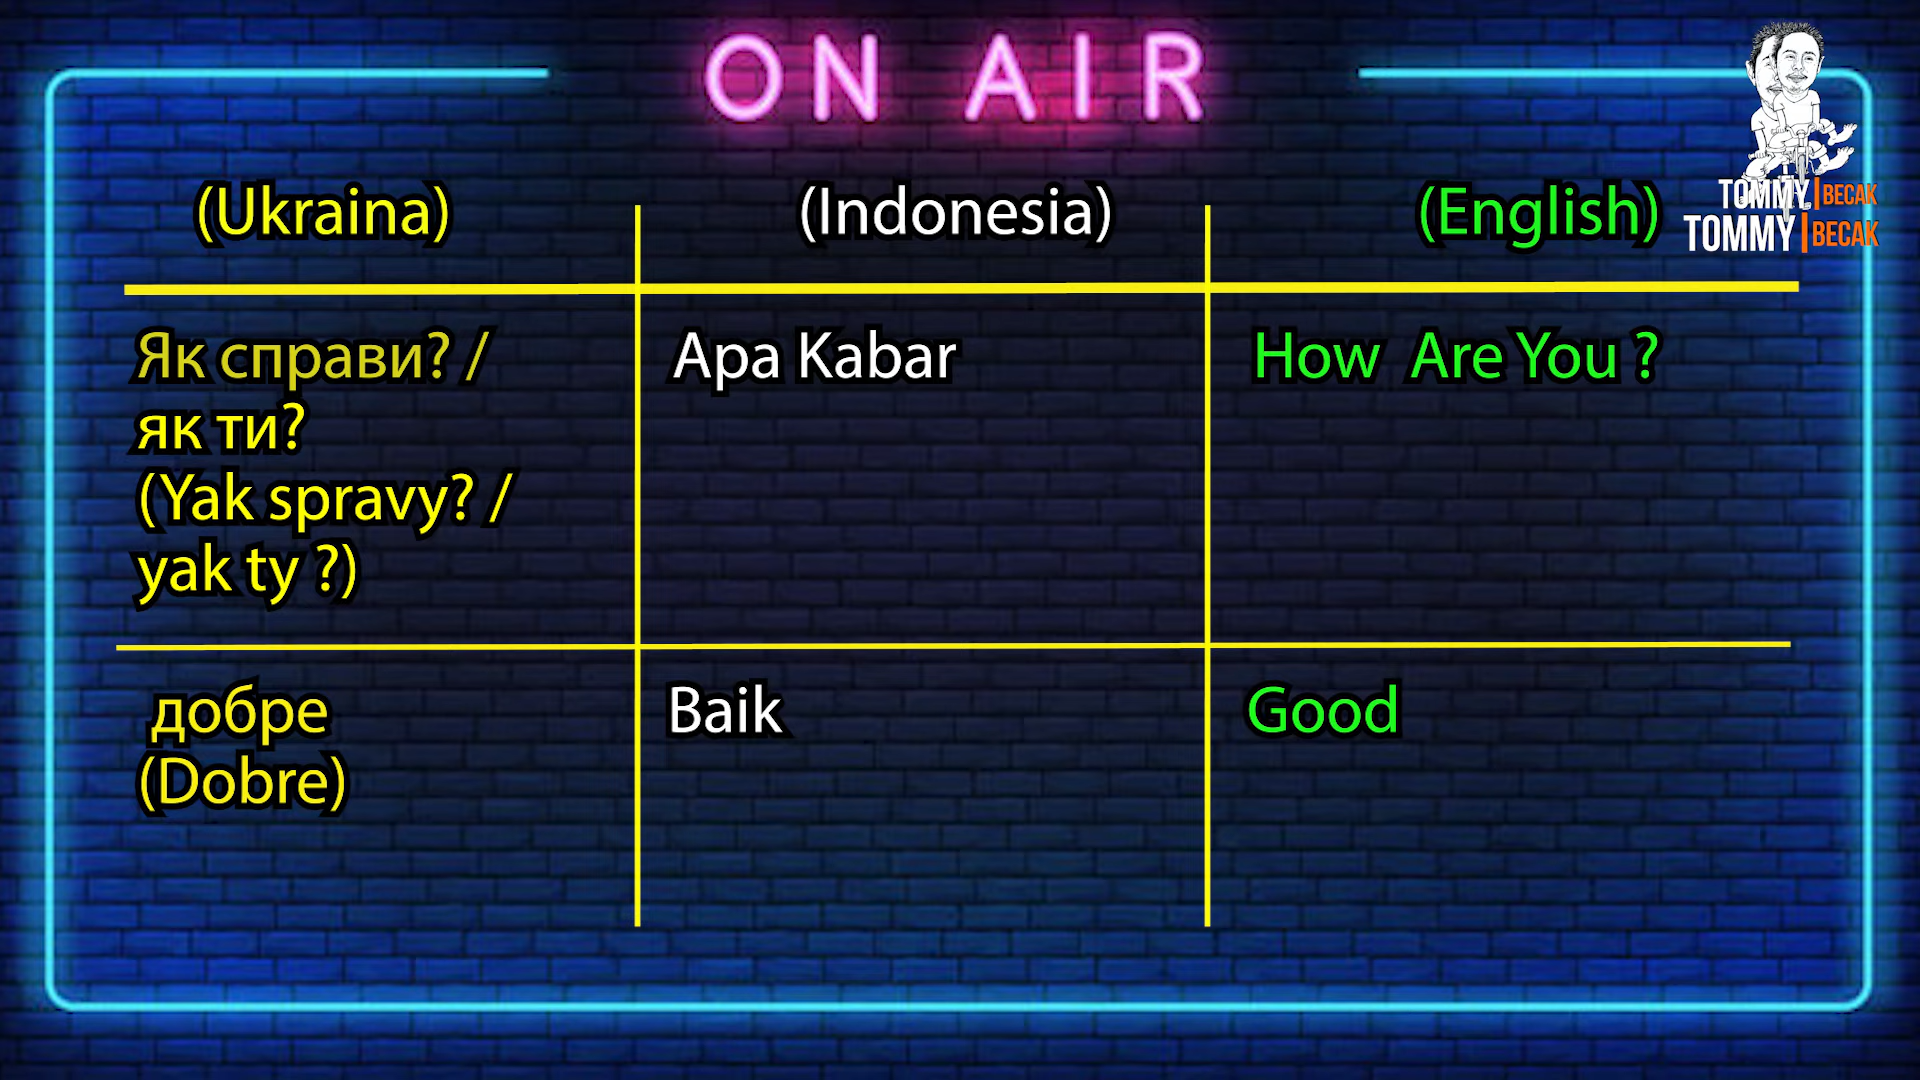 ON AIR
TOMMY BECAK
TOMMY BECAK
(Ukraina) (Indonesia) (English)
Як справи? / Apa Kabar How Are You ?
як ти?
(Yak spravy? /
yak ty ?)
добре Baik Good
(Dobre)